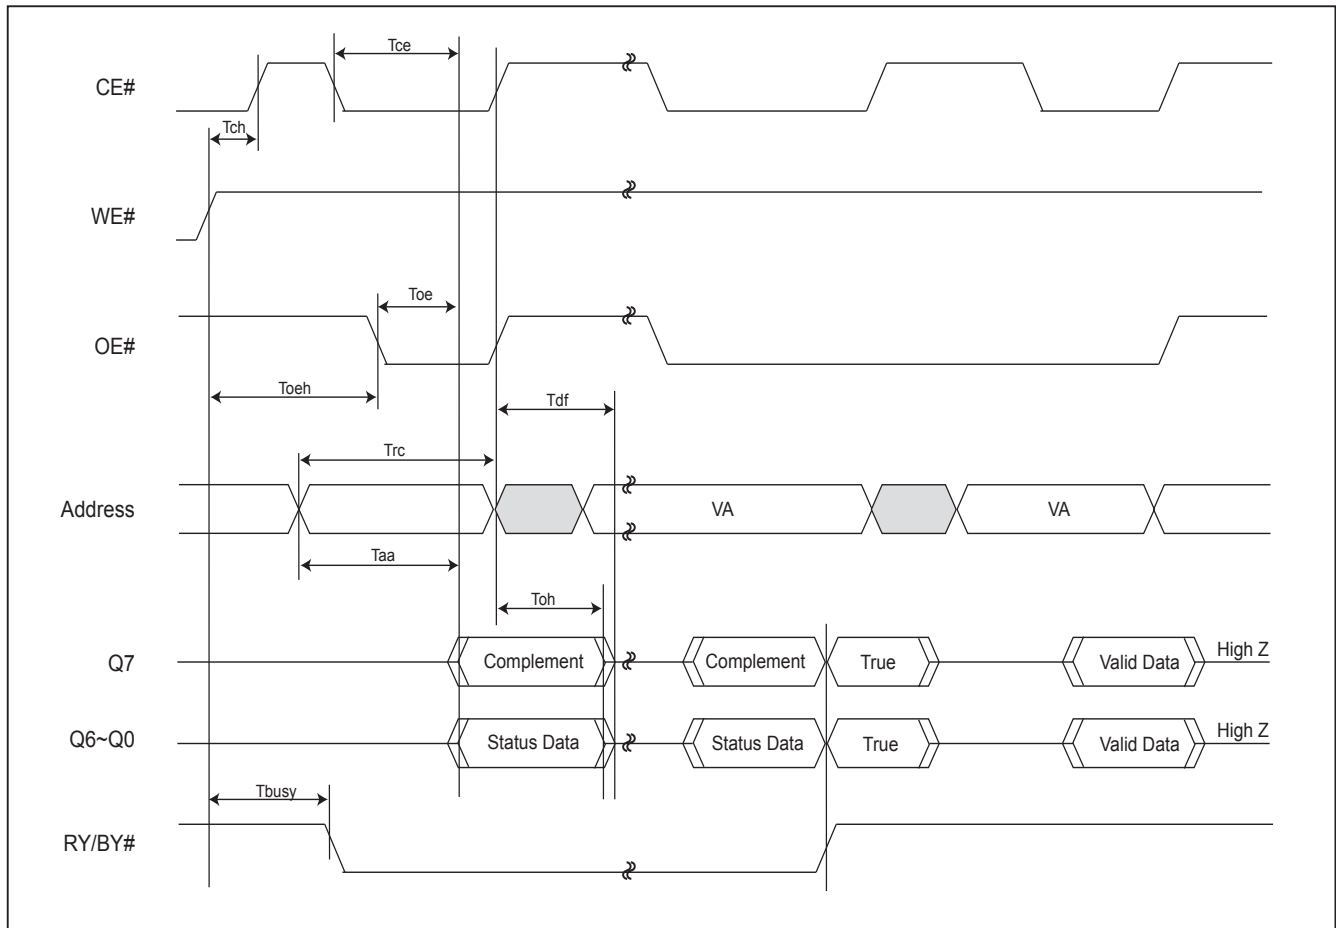 Tce
CE#
Tch
WE#
Toe
OE#
Toeh
Tdf
Trc
Address VA VA
Taa
Toh
Q7 Complement Complement True Valid Data High Z
Q6~Q0 Status Data Status Data True Valid Data High Z
Tbusy
RY/BY#